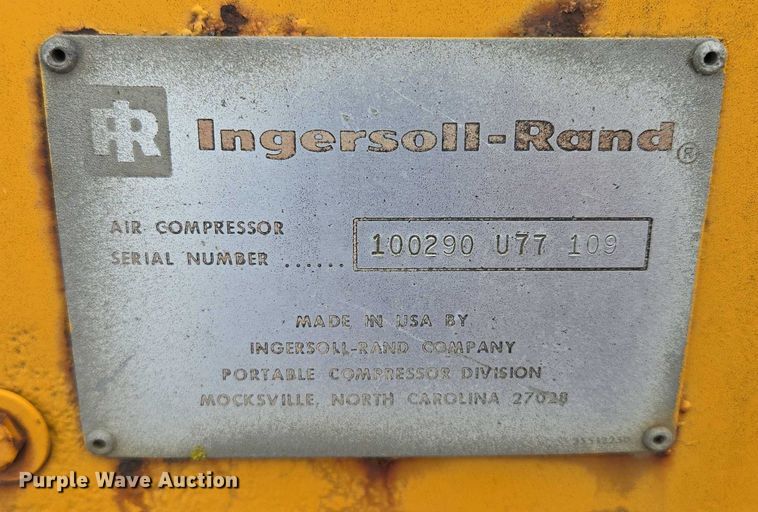 IR Ingersoll-Rand®
AIR COMPRESSOR
SERIAL NUMBER ...... 100290 U77 109
MADE IN USA BY
INGERSOLL-RAND COMPANY
PORTABLE COMPRESSOR DIVISION
MOCKSVILLE, NORTH CAROLINA 27028
Purple Wave Auction